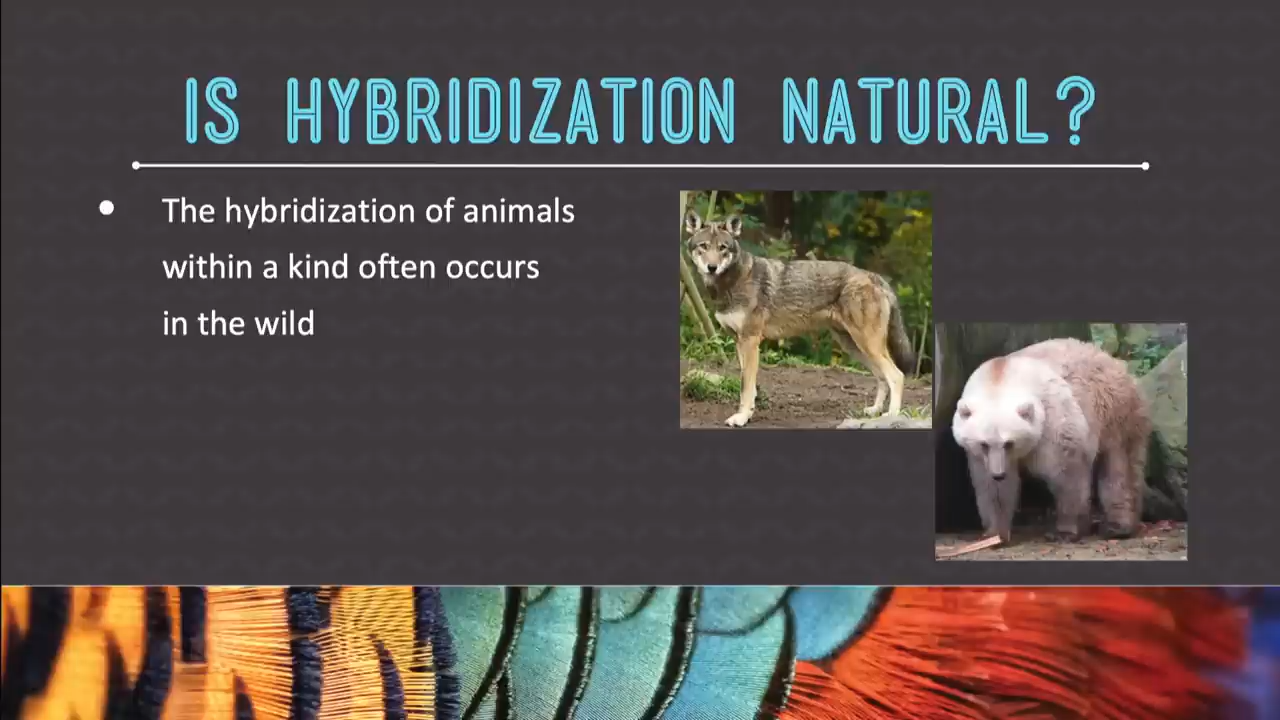 IS HYBRIDIZATION NATURAL?
• The hybridization of animals
within a kind often occurs
in the wild